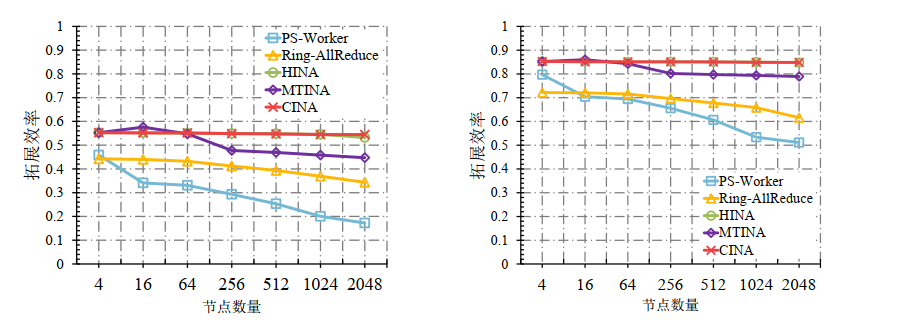 1
0.9
0.8
0.7
0.6
0.5
0.4
0.3
0.2
0.1
0
拓展效率
PS-Worker
Ring-AllReduce
HINA
MTINA
CINA
4 16 64 256 512 1024 2048
节点数量
1
0.9
0.8
0.7
0.6
0.5
0.4
0.3
0.2
0.1
0
拓展效率
PS-Worker
Ring-AllReduce
HINA
MTINA
CINA
4 16 64 256 512 1024 2048
节点数量